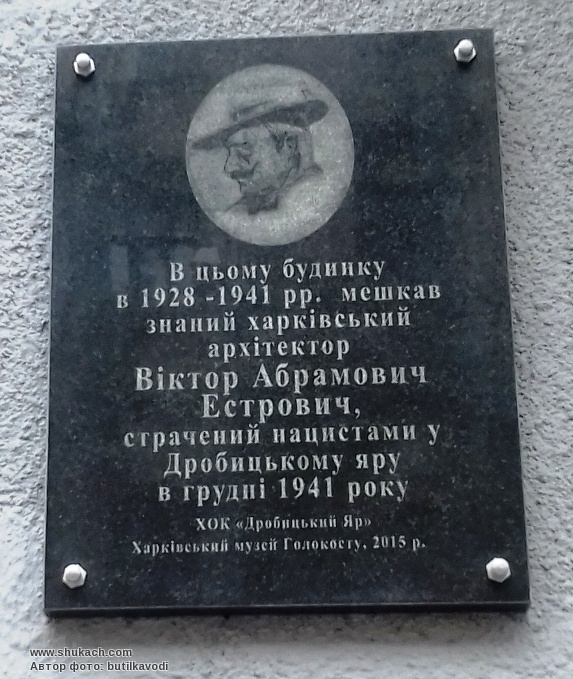 В цьому будинку
в 1928 -1941 рр. мешкав
знаний харківський
архітектор
Віктор Абрамович
Естрович,
страчений нацистами у
Дробицькому яру
в грудні 1941 року
ХОК «Дробицький Яр»
Харківський музей Голокосту, 2015 р.
www.shukach.com
Автор фото: butilkavodi